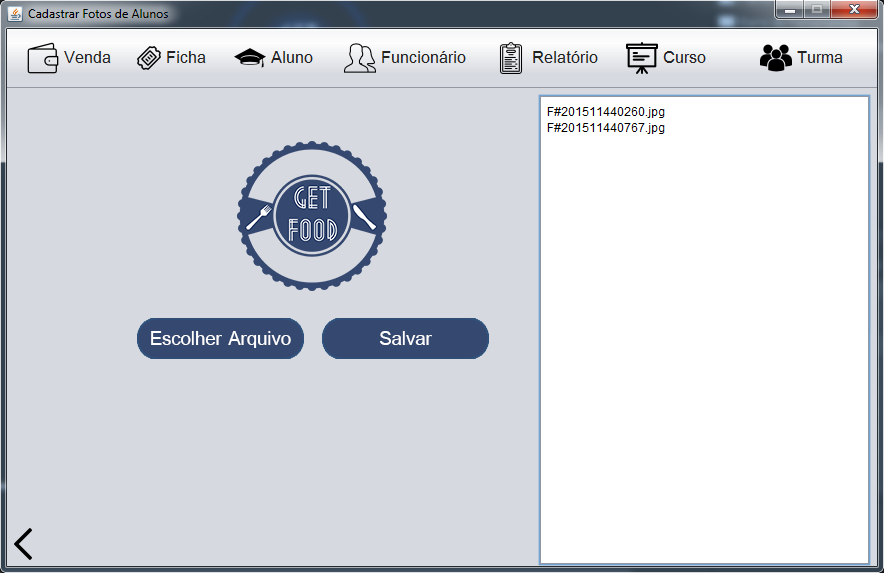 Cadastrar Fotos de Alunos
Venda Ficha Aluno Funcionário Relatório Curso Turma
F#201511440260.jpg
F#201511440767.jpg
GET
FOOD
Escolher Arquivo Salvar